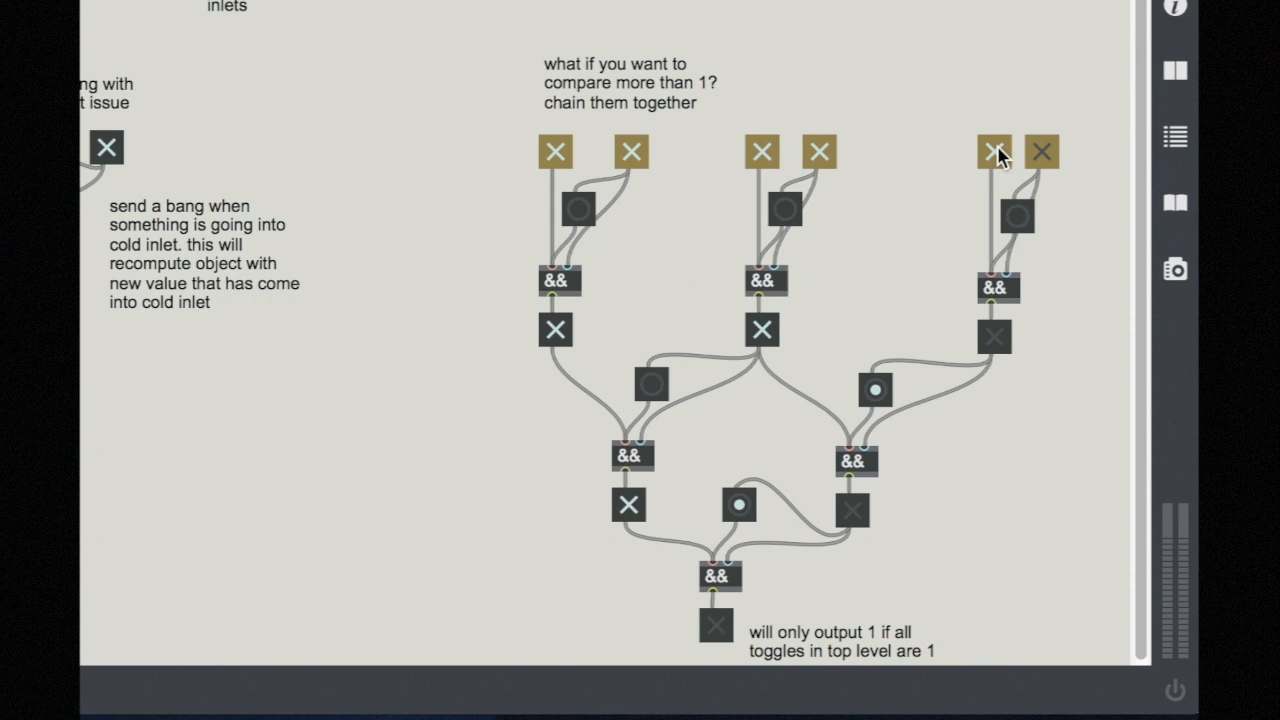 inlets
what if you want to
compare more than 1?
chain them together
ng with
t issue
send a bang when
something is going into
cold inlet. this will
recompute object with
new value that has come
into cold inlet
&&
&&
&&
&&
&&
&&
will only output 1 if all
toggles in top level are 1